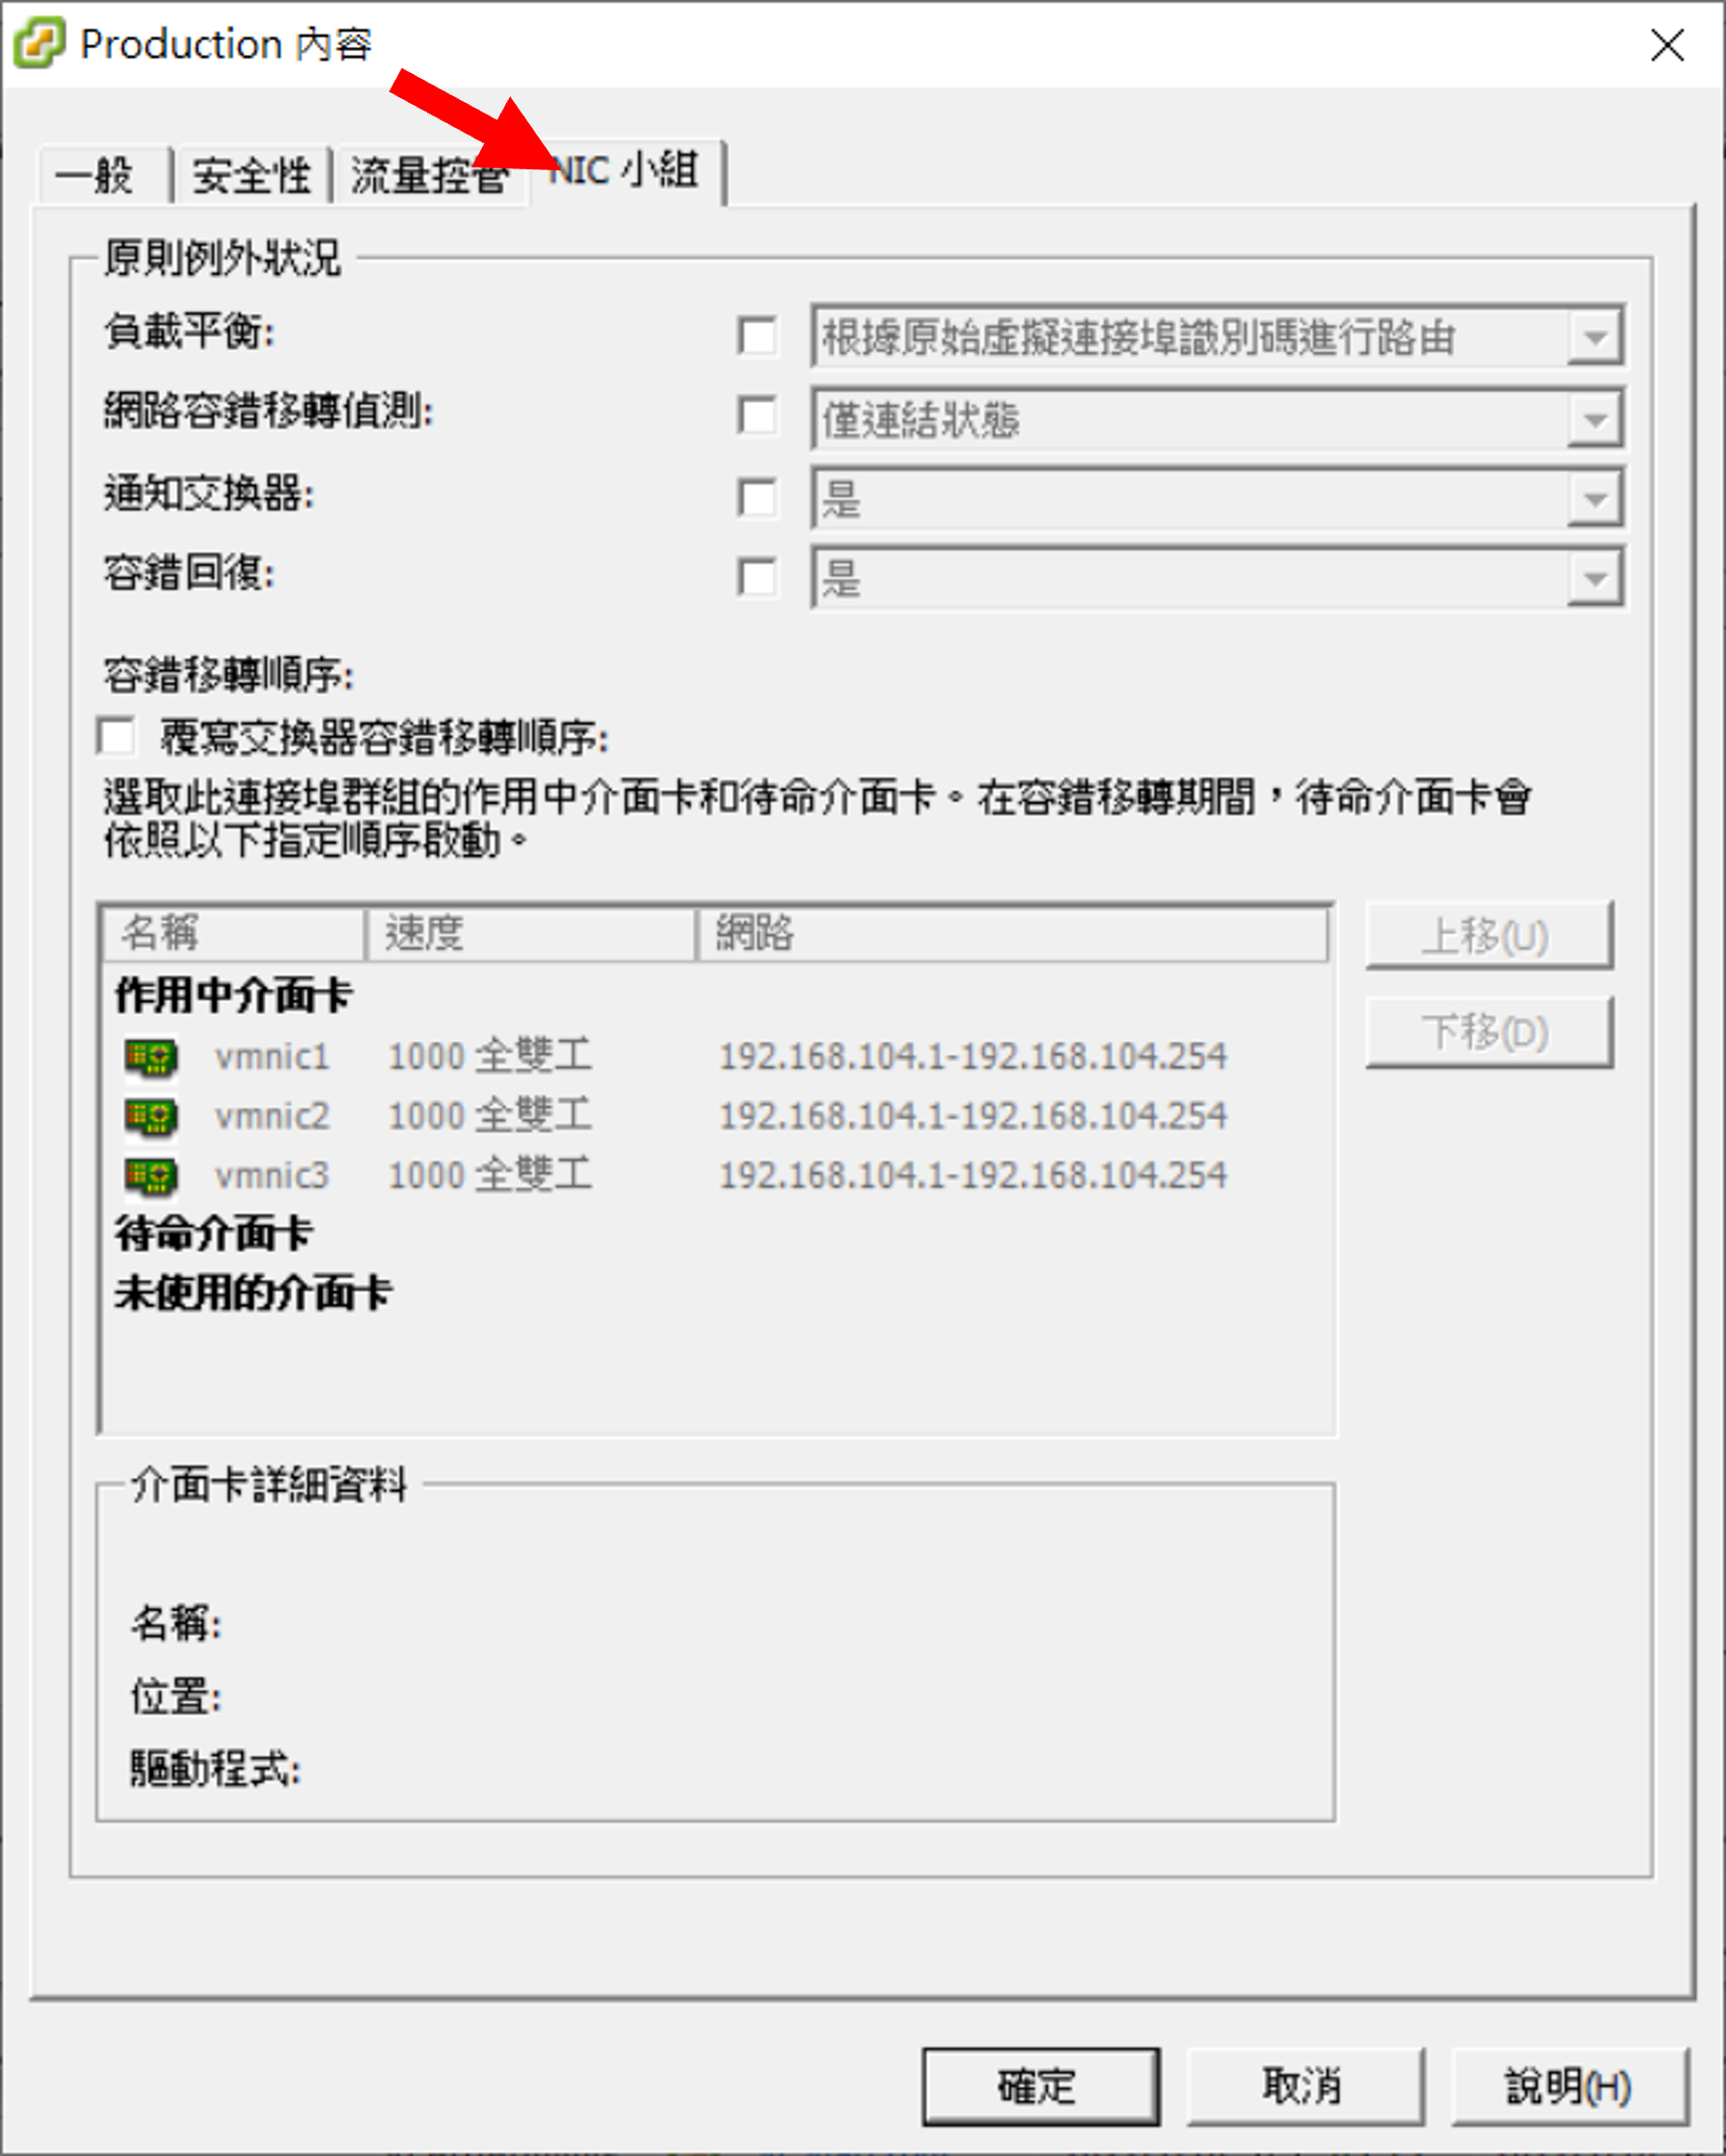 Production 內容
一般 安全性 流量控管 NIC 小組
原則例外狀況
負載平衡: 根據原始虛擬連接埠識別碼進行路由
網路容錯移轉偵測: 僅連結狀態
通知交換器: 是
容錯回復: 是
容錯移轉順序:
覆寫交換器容錯移轉順序:
選取此連接埠群組的作用中介面卡和待命介面卡。在容錯移轉期間，待命介面卡會
依照以下指定順序啟動。
名稱 速度 網路 上移(U)
作用中介面卡
下移(D)
vmnic1 1000 全雙工 192.168.104.1-192.168.104.254
vmnic2 1000 全雙工 192.168.104.1-192.168.104.254
vmnic3 1000 全雙工 192.168.104.1-192.168.104.254
待命介面卡
未使用的介面卡
介面卡詳細資料
名稱:
位置:
驅動程式:
確定 取消 說明(H)